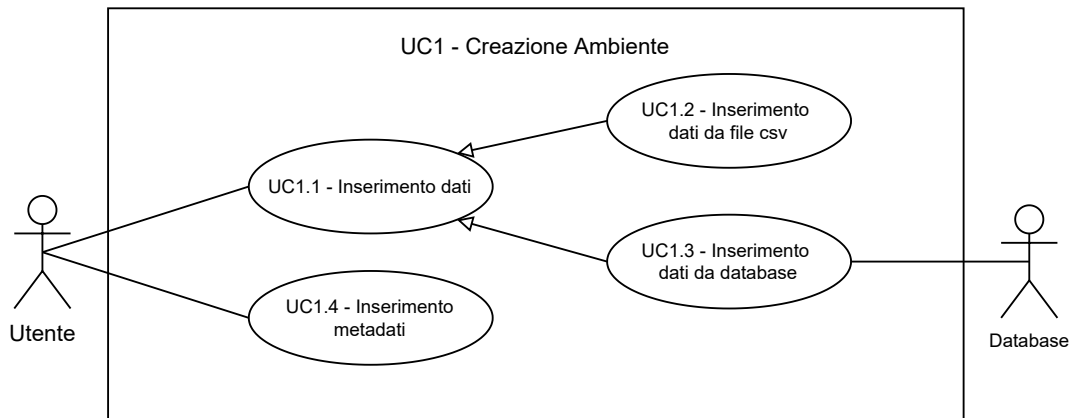 UC1 - Creazione Ambiente
UC1.2 - Inserimento
dati da file csv
UC1.1 - Inserimento dati
UC1.3 - Inserimento
dati da database
UC1.4 - Inserimento
metadati
Utente
Database